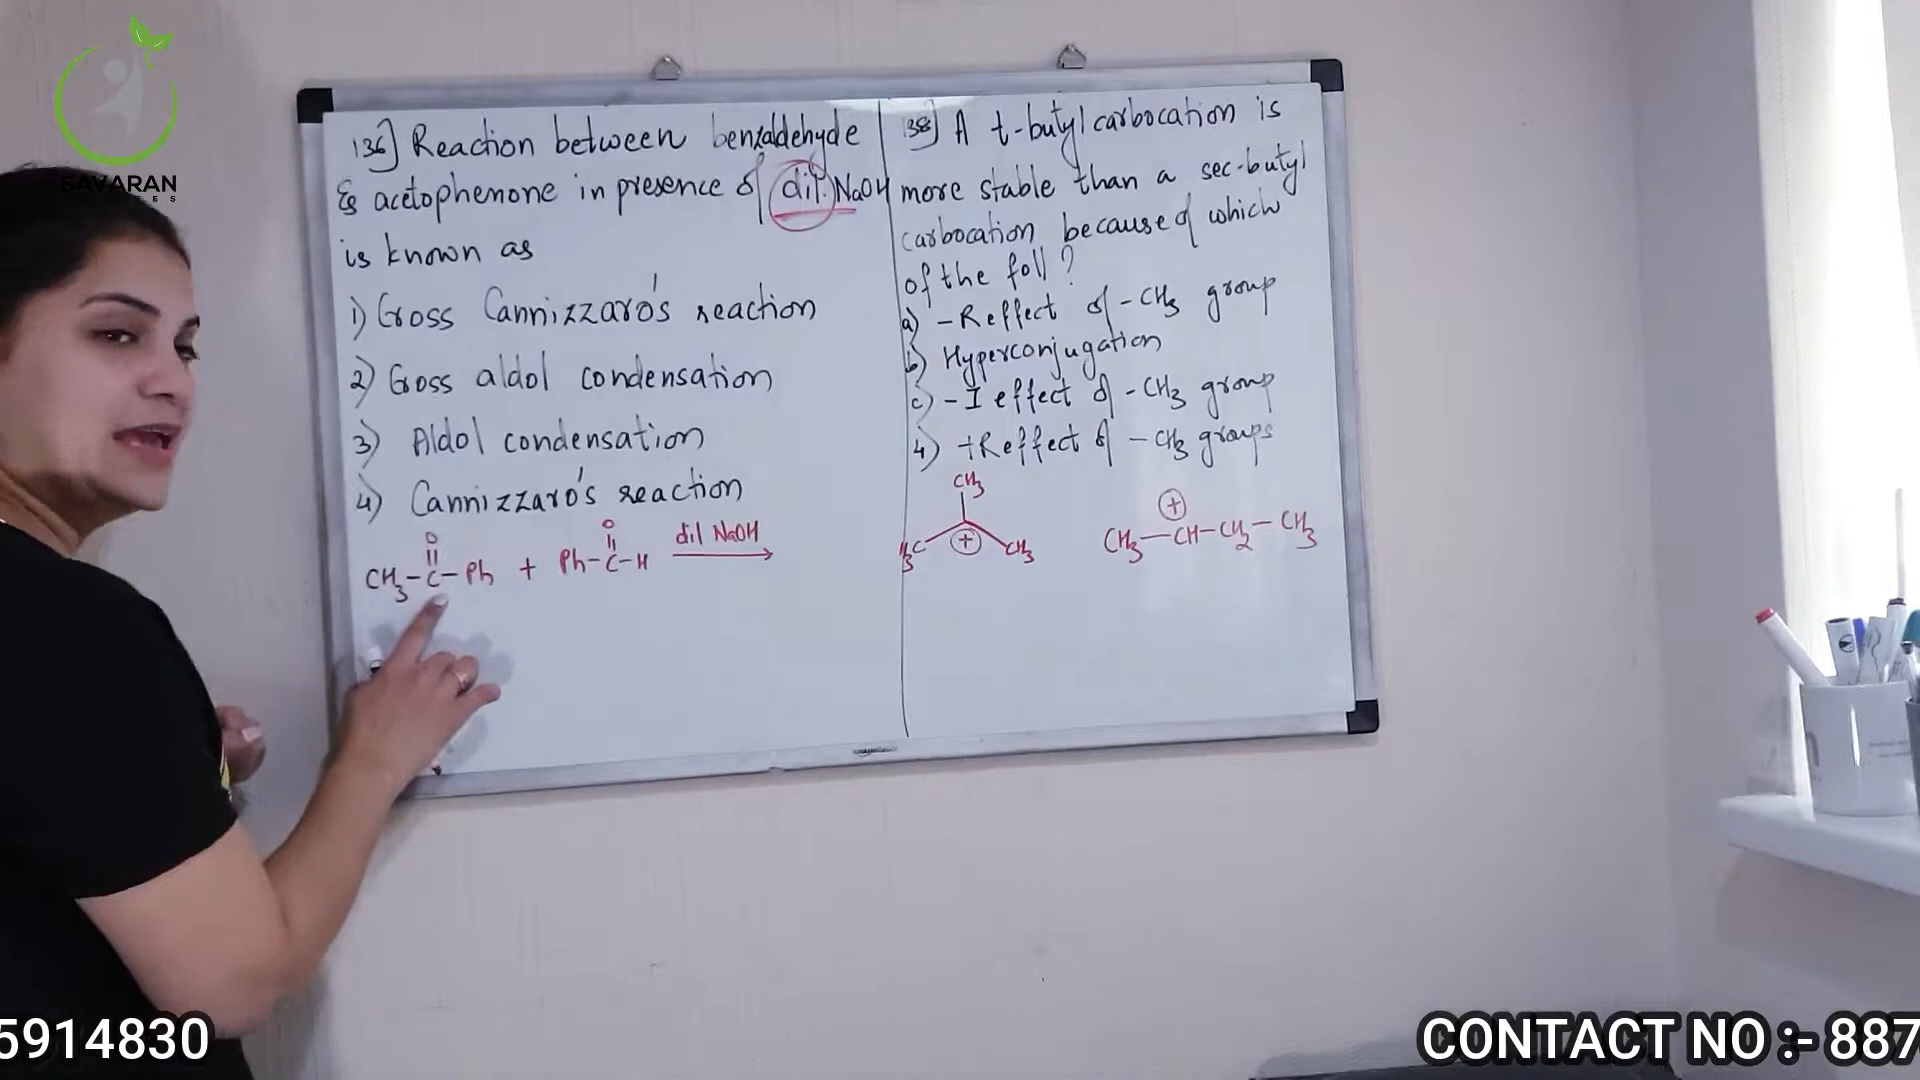 SAVARAN
136] Reaction between benzaldehyde
& acetophenone in presence of dil. NaOH
is known as
1) Cross Cannizzaro's reaction
2) Cross aldol condensation
3) Aldol condensation
4) Cannizzaro's reaction
O
O
CH3-C-Ph + Ph-C-H dil NaOH
138] A t-butyl carbocation is
more stable than a sec-butyl
carbocation because of which
of the foll?
a) -R effect of -CH3 group
b) Hyperconjugation
c) -I effect of -CH3 group
4) +R effect of -CH3 groups
CH3
H3C + CH3
+
CH3-CH-CH2-CH3
5914830
CONTACT NO :- 887